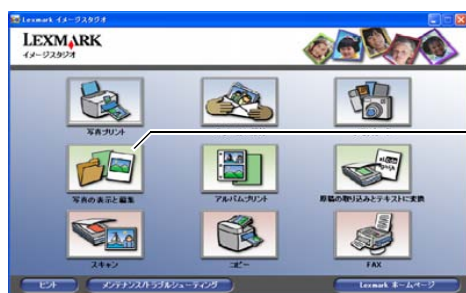 Lexmark イメージスタジオ
LEXMARK
イメージスタジオ
写真プリント
写真の表示と編集
アルバムプリント
原稿の取り込みとテキストに変換
スキャン
コピー
FAX
ヒント
メンテナンス/トラブルシューティング
Lexmark ホームページ